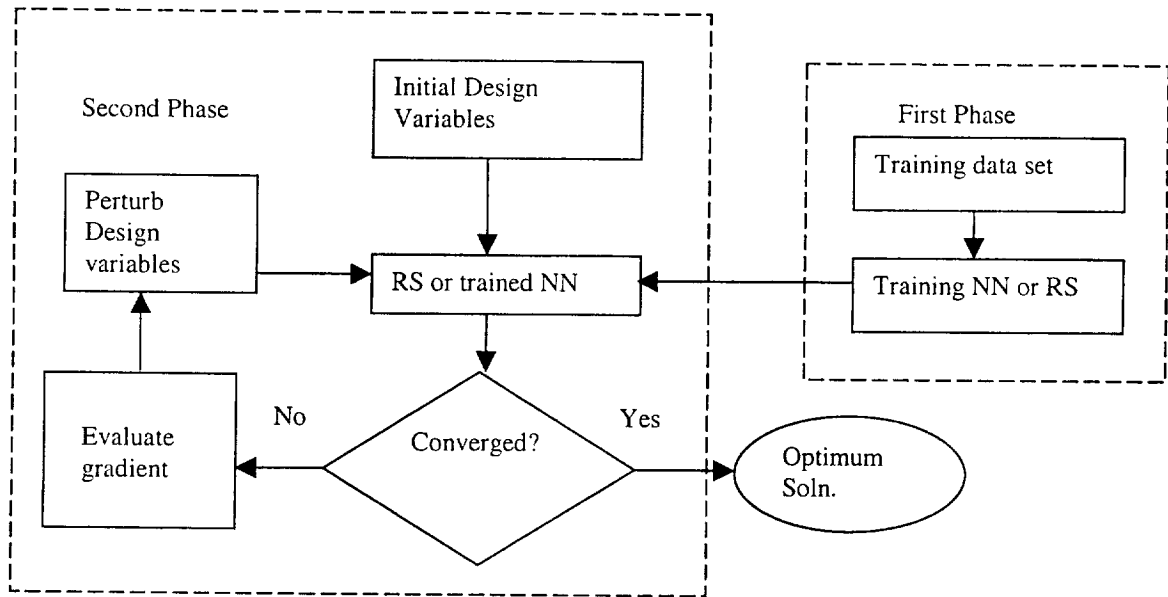 Second Phase
Initial Design
Variables
Perturb
Design
variables
RS or trained NN
Evaluate
gradient
No
Converged?
Yes
Optimum
Soln.
First Phase
Training data set
Training NN or RS